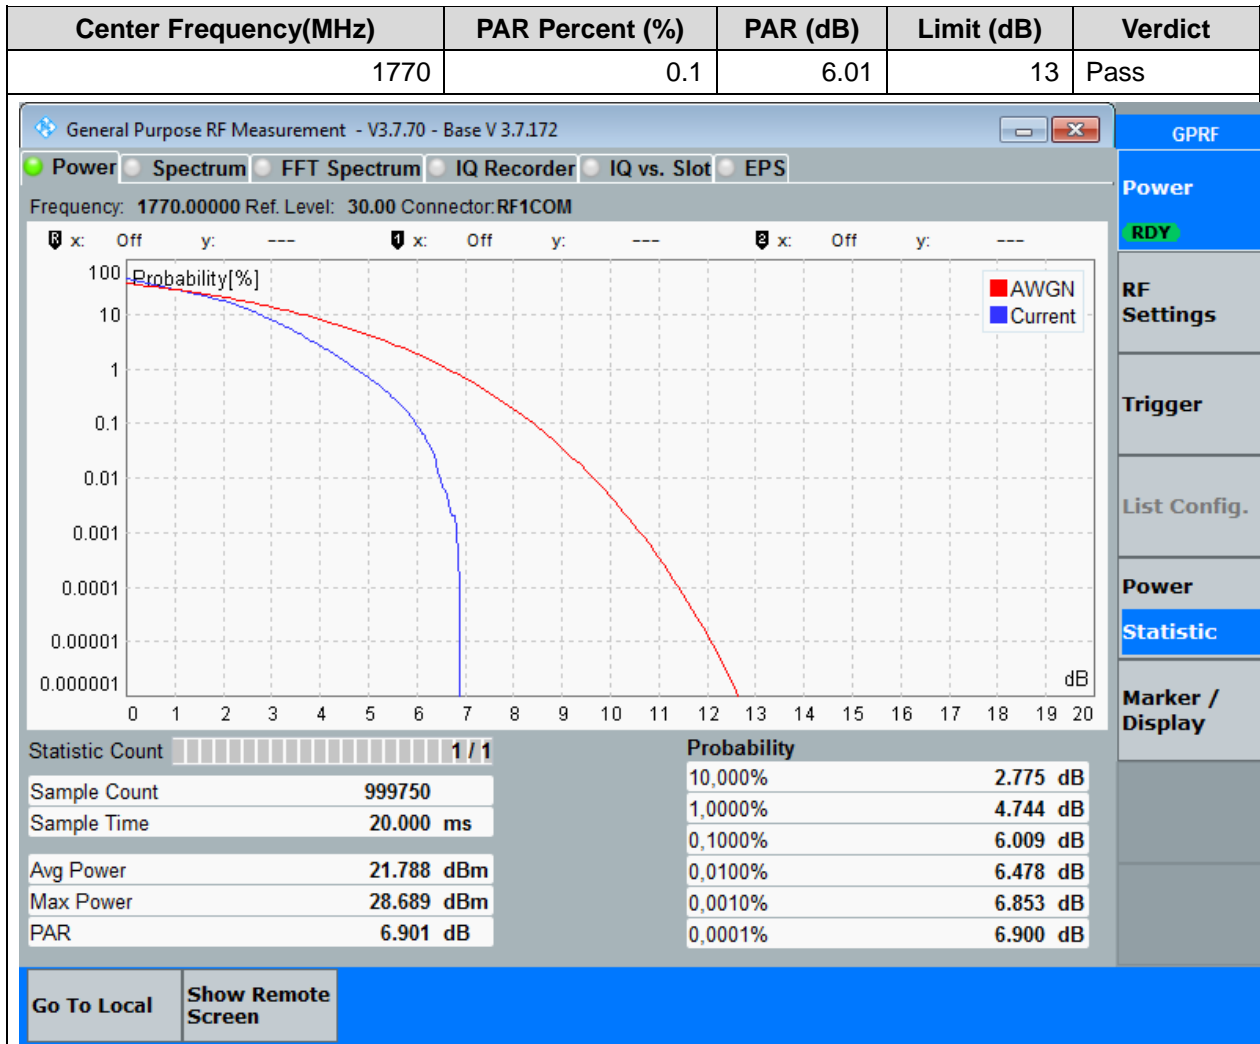 Center Frequency(MHz) PAR Percent (%) PAR (dB) Limit (dB) Verdict
1770 0.1 6.01 13 Pass
General Purpose RF Measurement - V3.7.70 - Base V 3.7.172
GPRF
Power Spectrum FFT Spectrum IQ Recorder IQ vs. Slot EPS
Frequency: 1770.00000 Ref. Level: 30.00 Connector:RF1COM
R x: Off y: --- 1 x: Off y: --- 2 x: Off y: ---
Probability[%]
AWGN
Current
100
10
1
0.1
0.01
0.001
0.0001
0.00001
0.000001
dB
0 1 2 3 4 5 6 7 8 9 10 11 12 13 14 15 16 17 18 19 20
Statistic Count 1 / 1
Sample Count 999750
Sample Time 20.000 ms
Avg Power 21.788 dBm
Max Power 28.689 dBm
PAR 6.901 dB
Probability
10,000% 2.775 dB
1,0000% 4.744 dB
0,1000% 6.009 dB
0,0100% 6.478 dB
0,0010% 6.853 dB
0,0001% 6.900 dB
Power
RDY
RF
Settings
Trigger
List Config.
Power
Statistic
Marker /
Display
Go To Local
Show Remote
Screen